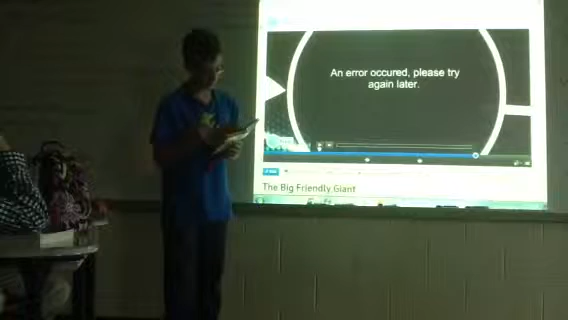 An error occured, please try
again later.
The Big Friendly Giant